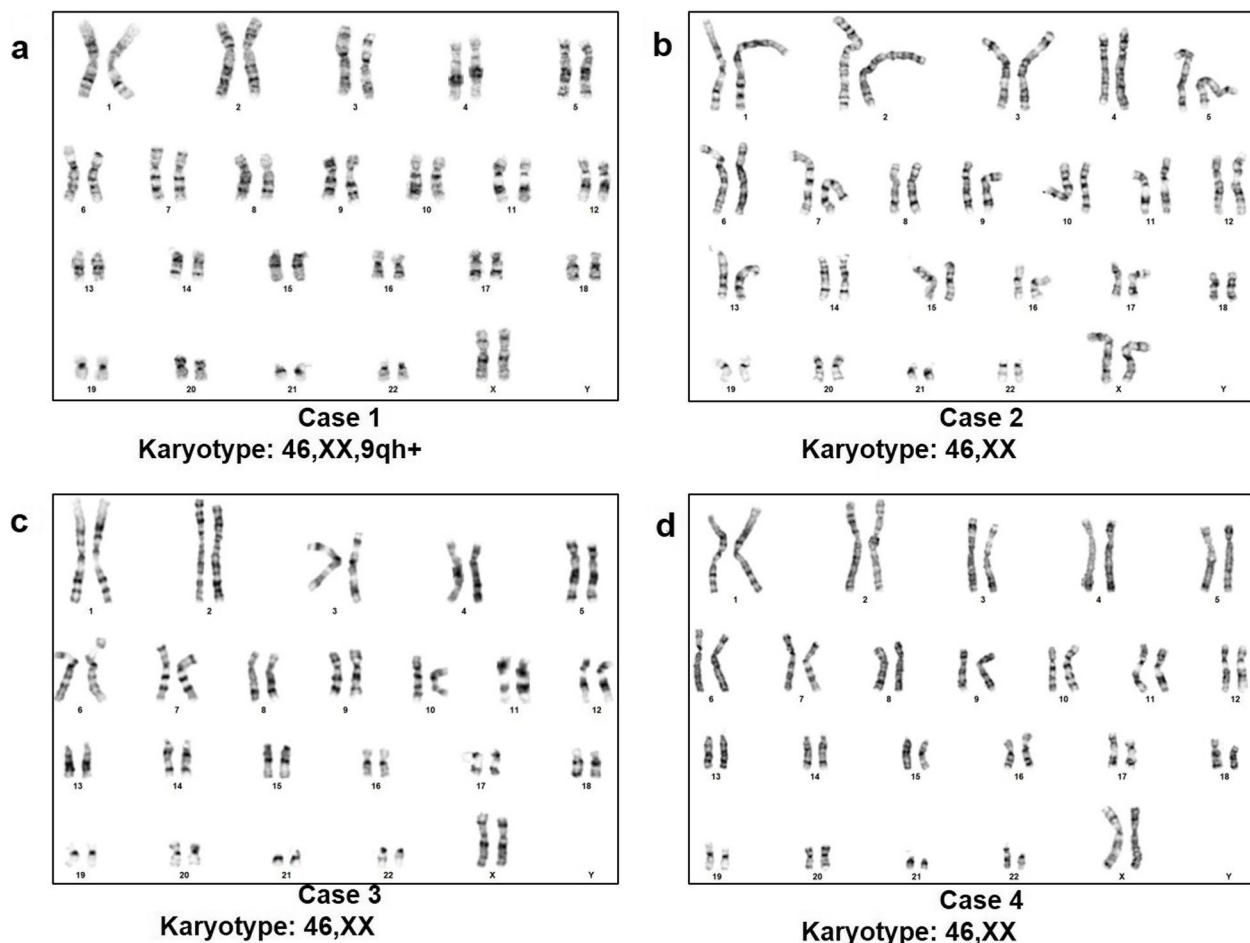 a
1 2 3 4 5
6 7 8 9 10 11 12
13 14 15 16 17 18
19 20 21 22 X Y
Case 1
Karyotype: 46,XX,9qh+
b
1 2 3 4 5
6 7 8 9 10 11 12
13 14 15 16 17 18
19 20 21 22 X Y
Case 2
Karyotype: 46,XX
c
1 2 3 4 5
6 7 8 9 10 11 12
13 14 15 16 17 18
19 20 21 22 X Y
Case 3
Karyotype: 46,XX
d
1 2 3 4 5
6 7 8 9 10 11 12
13 14 15 16 17 18
19 20 21 22 X Y
Case 4
Karyotype: 46,XX